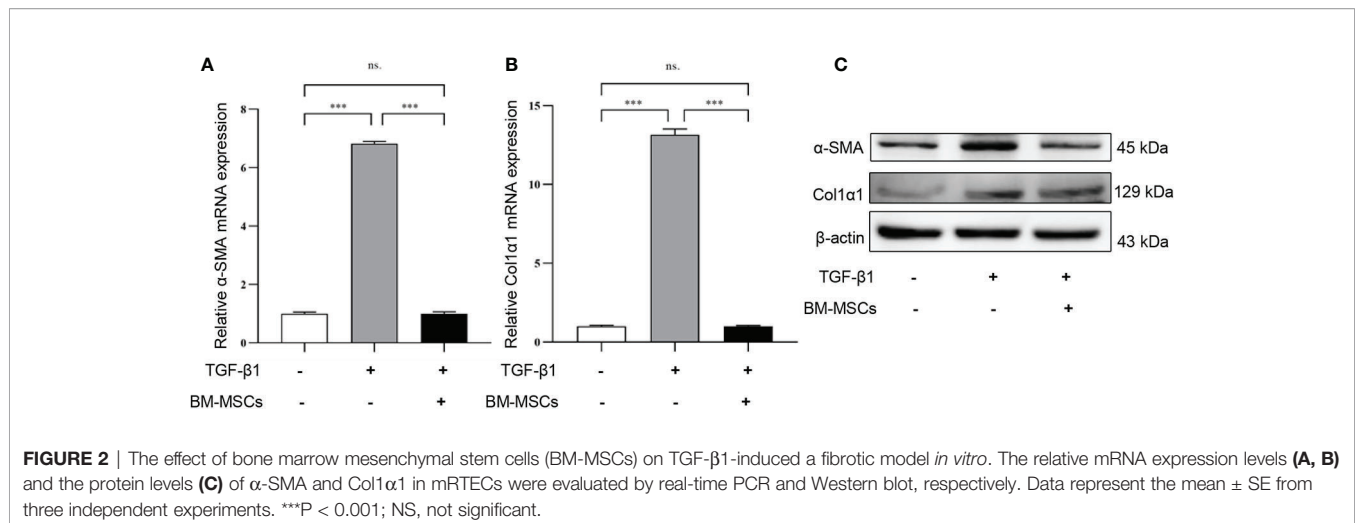 A
ns.
*** ***
Relative α-SMA mRNA expression
8
6
4
2
0
TGF-β1 - + +
BM-MSCs - - +
B
ns.
*** ***
Relative Col1α1 mRNA expression
15
10
5
0
TGF-β1 - + +
BM-MSCs - - +
C
α-SMA 45 kDa
Col1α1 129 kDa
β-actin 43 kDa
TGF-β1 - + +
BM-MSCs - - +
FIGURE 2 | The effect of bone marrow mesenchymal stem cells (BM-MSCs) on TGF-β1-induced a fibrotic model in vitro. The relative mRNA expression levels (A, B)
and the protein levels (C) of α-SMA and Col1α1 in mRTECs were evaluated by real-time PCR and Western blot, respectively. Data represent the mean ± SE from
three independent experiments. ***P < 0.001; NS, not significant.